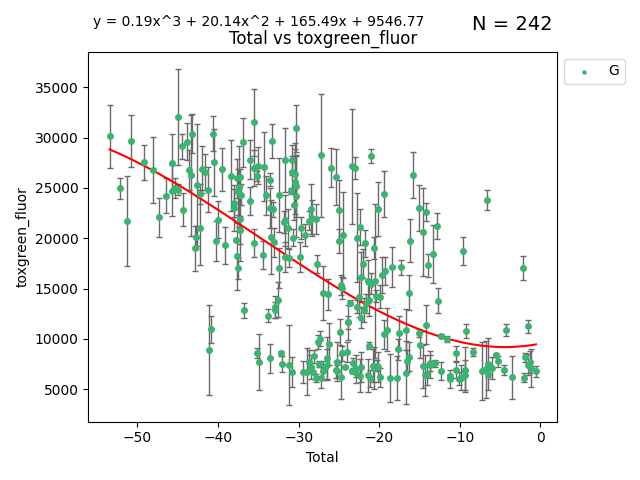 y = 0.19x^3 + 20.14x^2 + 165.49x + 9546.77
N = 242
Total vs toxgreen_fluor
G
toxgreen_fluor
35000
30000
25000
20000
15000
10000
5000
−50
−40
−30
−20
−10
0
Total